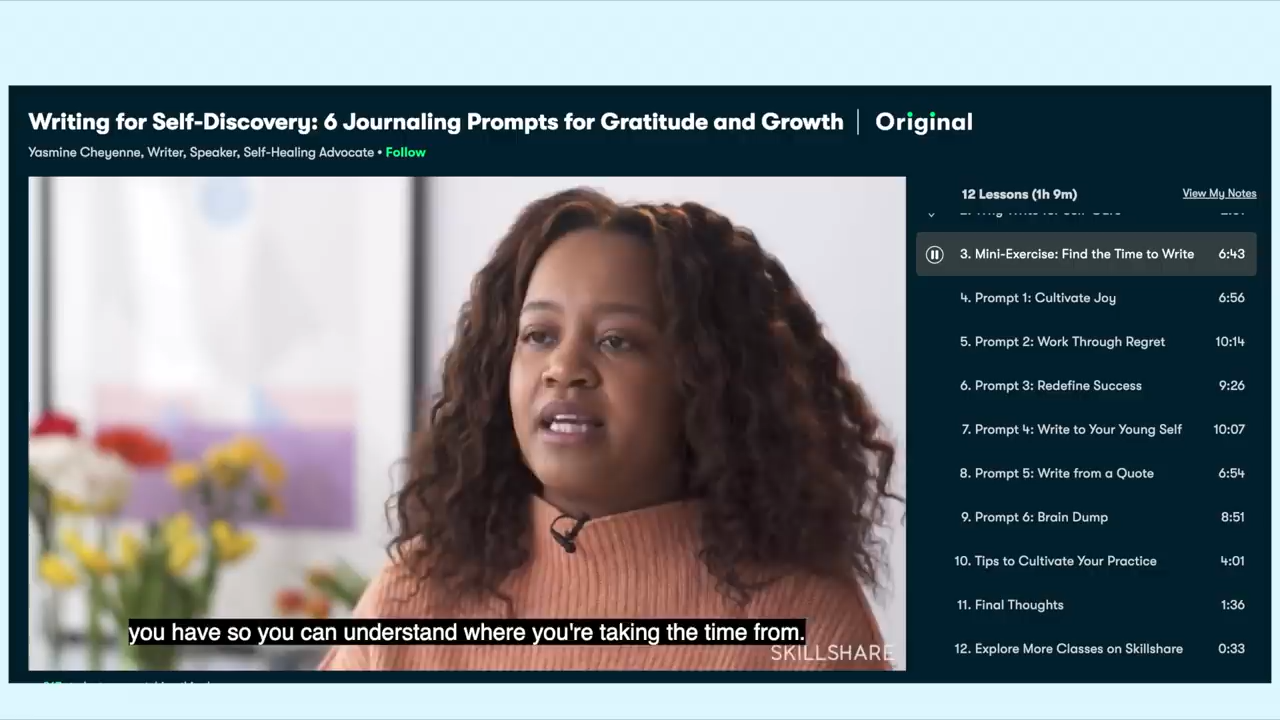 Writing for Self-Discovery: 6 Journaling Prompts for Gratitude and Growth | Original
Yasmine Cheyenne, Writer, Speaker, Self-Healing Advocate • Follow
12 Lessons (1h 9m) View My Notes
3. Mini-Exercise: Find the Time to Write 6:43
4. Prompt 1: Cultivate Joy 6:56
5. Prompt 2: Work Through Regret 10:14
6. Prompt 3: Redefine Success 9:26
7. Prompt 4: Write to Your Young Self 10:07
8. Prompt 5: Write from a Quote 6:54
9. Prompt 6: Brain Dump 8:51
10. Tips to Cultivate Your Practice 4:01
11. Final Thoughts 1:36
12. Explore More Classes on Skillshare 0:33
you have so you can understand where you're taking the time from.
SKILLSHARE